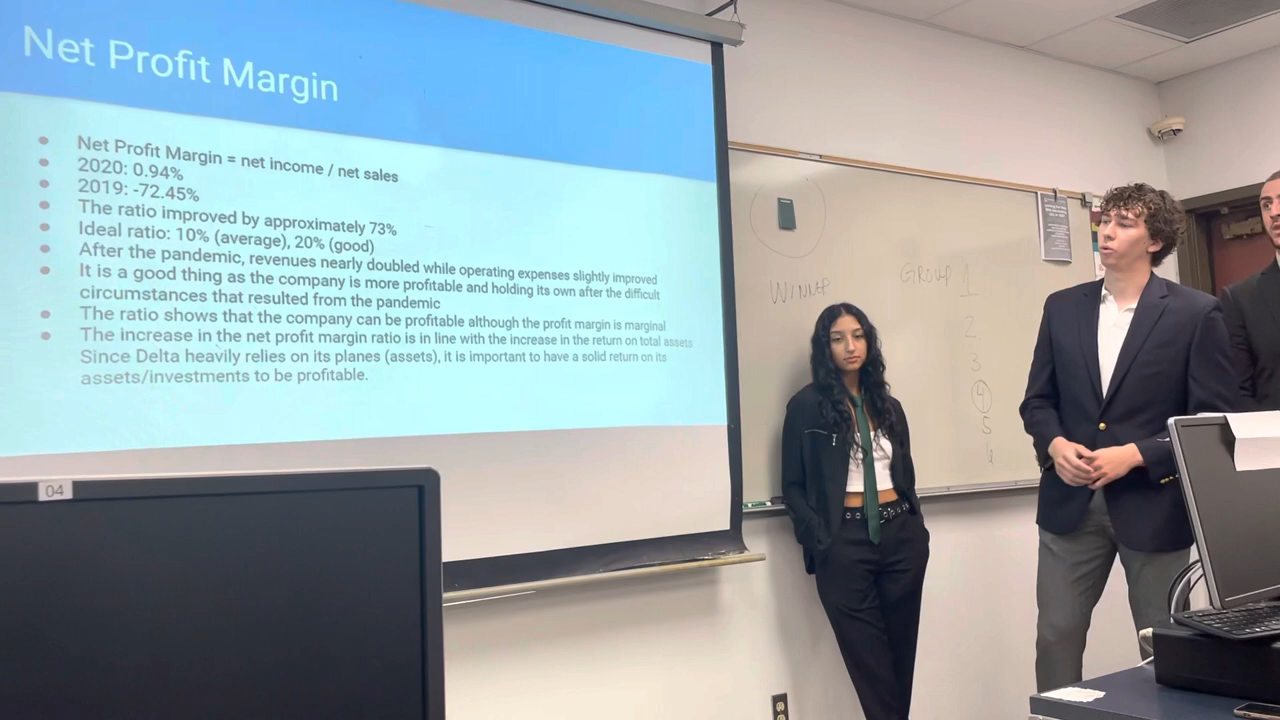 Net Profit Margin
Net Profit Margin = net income / net sales
2020: 0.94%
2019: -72.45%
The ratio improved by approximately 73%
Ideal ratio: 10% (average), 20% (good)
After the pandemic, revenues nearly doubled while operating expenses slightly improved
It is a good thing as the company is more profitable and holding its own after the difficult
circumstances that resulted from the pandemic
The ratio shows that the company can be profitable although the profit margin is marginal
The increase in the net profit margin ratio is in line with the increase in the return on total assets
Since Delta heavily relies on its planes (assets), it is important to have a solid return on its
assets/investments to be profitable.
WINNER
GROUP 1
2
3
4
5
6
04